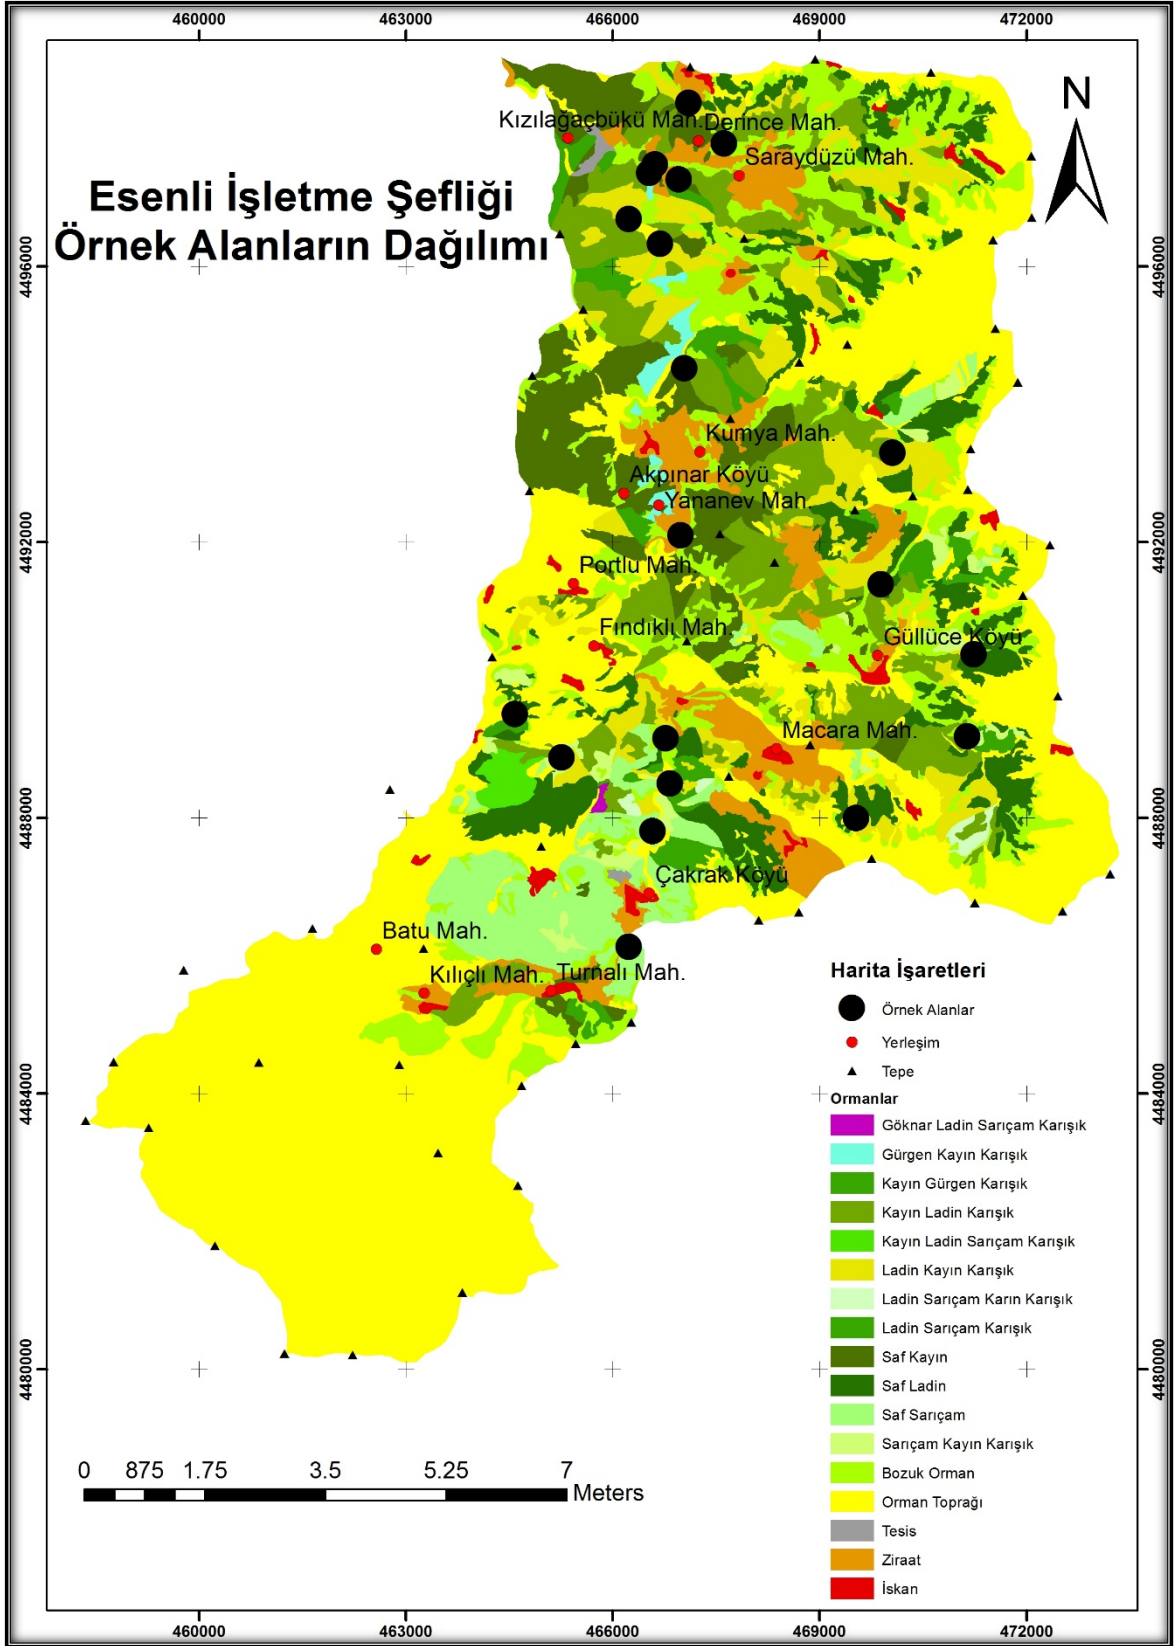 460000 463000 466000 469000 472000
Esenli İşletme Şefliği
Örnek Alanların Dağılımı
N
Kızılağaçbükü Mah.
Derince Mah.
Saraydüzü Mah.
4496000 4496000
Kumya Mah.
Akpınar Köyü
Yananev Mah.
4492000 4492000
Portlu Mah.
Fındıklı Mah.
Güllüce Köyü
Macara Mah.
4488000 4488000
Çakrak Köyü
Batu Mah.
Kılıçlı Mah.
Turnalı Mah.
4484000 4484000
4480000 4480000
Harita İşaretleri
Örnek Alanlar
Yerleşim
Tepe
Ormanlar
Göknar Ladin Sarıçam Karışık
Gürgen Kayın Karışık
Kayın Gürgen Karışık
Kayın Ladin Karışık
Kayın Ladin Sarıçam Karışık
Ladin Kayın Karışık
Ladin Sarıçam Karın Karışık
Ladin Sarıçam Karışık
Saf Kayın
Saf Ladin
Saf Sarıçam
Sarıçam Kayın Karışık
Bozuk Orman
Orman Toprağı
Tesis
Ziraat
İskan
0 875 1.75 3.5 5.25 7
Meters
460000 463000 466000 469000 472000